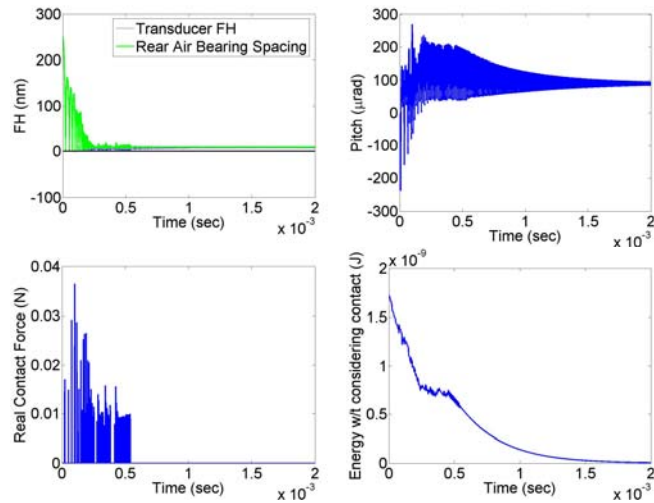 300
200
100
0
-100
FH (nm)
Transducer FH
Rear Air Bearing Spacing
0
0.5
1
1.5
2
Time (sec)
x 10⁻³
300
200
100
0
-100
-200
-300
Pitch (μrad)
0
0.5
1
1.5
2
Time (sec)
x 10⁻³
0.04
0.03
0.02
0.01
0
Real Contact Force (N)
0
0.5
1
1.5
2
Time (sec)
x 10⁻³
x 10⁻⁹
2
1.5
1
0.5
0
Energy w/t considering contact (J)
0
0.5
1
1.5
2
Time (sec)
x 10⁻³